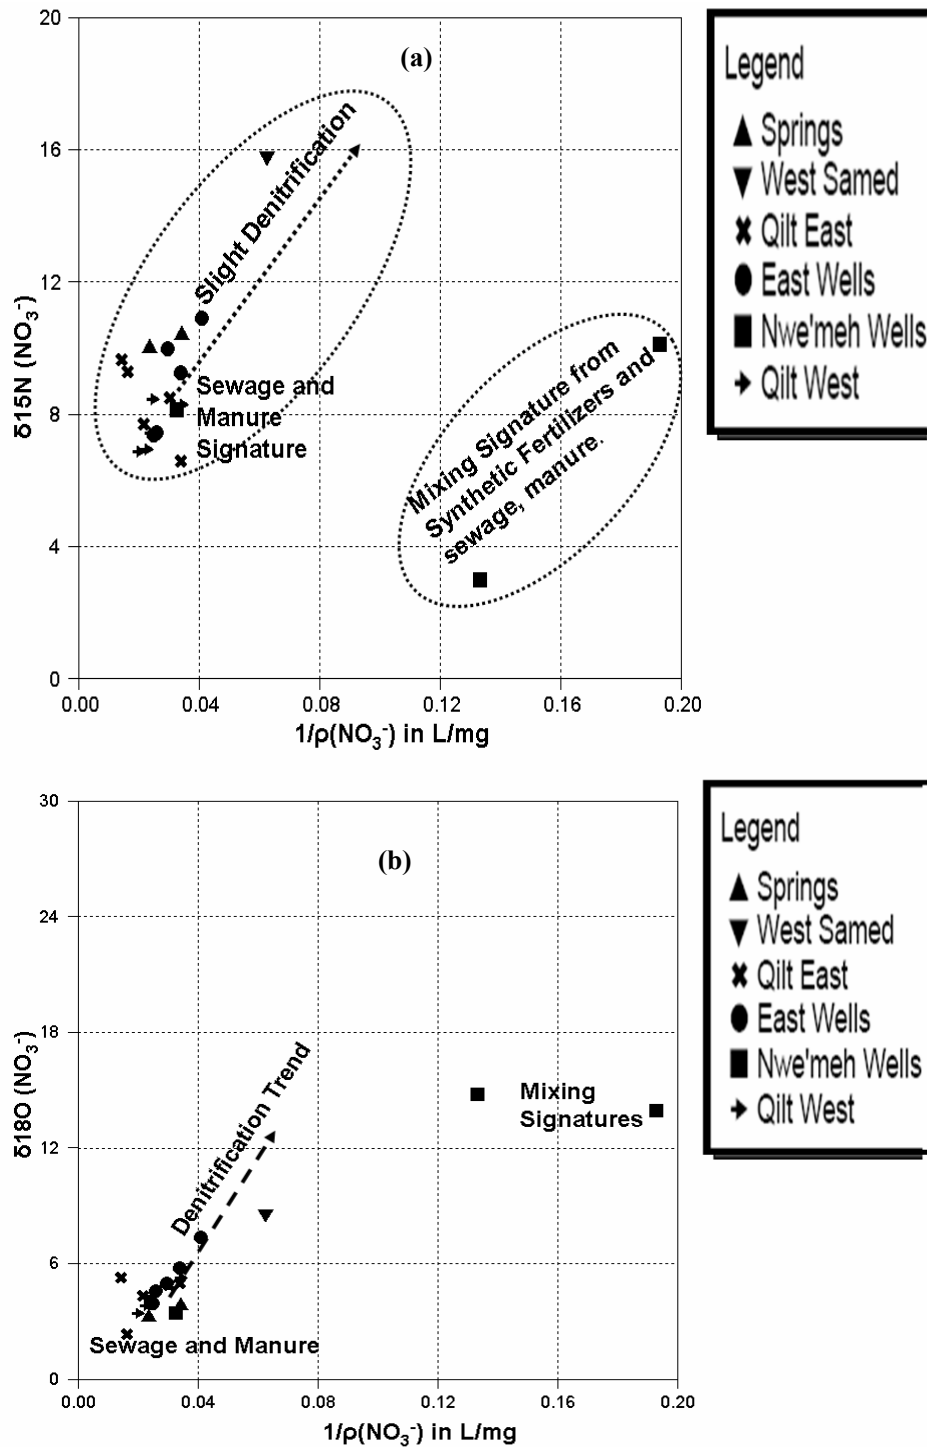 20
16
12
8
4
0
δ15N (NO₃⁻)
(a)
Slight Denitrification
Sewage and
Manure
Signature
Mixing Signature from
Synthetic Fertilizers and
sewage, manure.
0.00
0.04
0.08
0.12
0.16
0.20
1/ρ(NO₃⁻) in L/mg
Legend
Springs
West Samed
Qilt East
East Wells
Nwe'meh Wells
Qilt West
30
24
18
12
6
0
δ18O (NO₃⁻)
(b)
Denitrification Trend
Mixing
Signatures
Sewage and Manure
0.00
0.04
0.08
0.12
0.16
0.20
1/ρ(NO₃⁻) in L/mg
Legend
Springs
West Samed
Qilt East
East Wells
Nwe'meh Wells
Qilt West